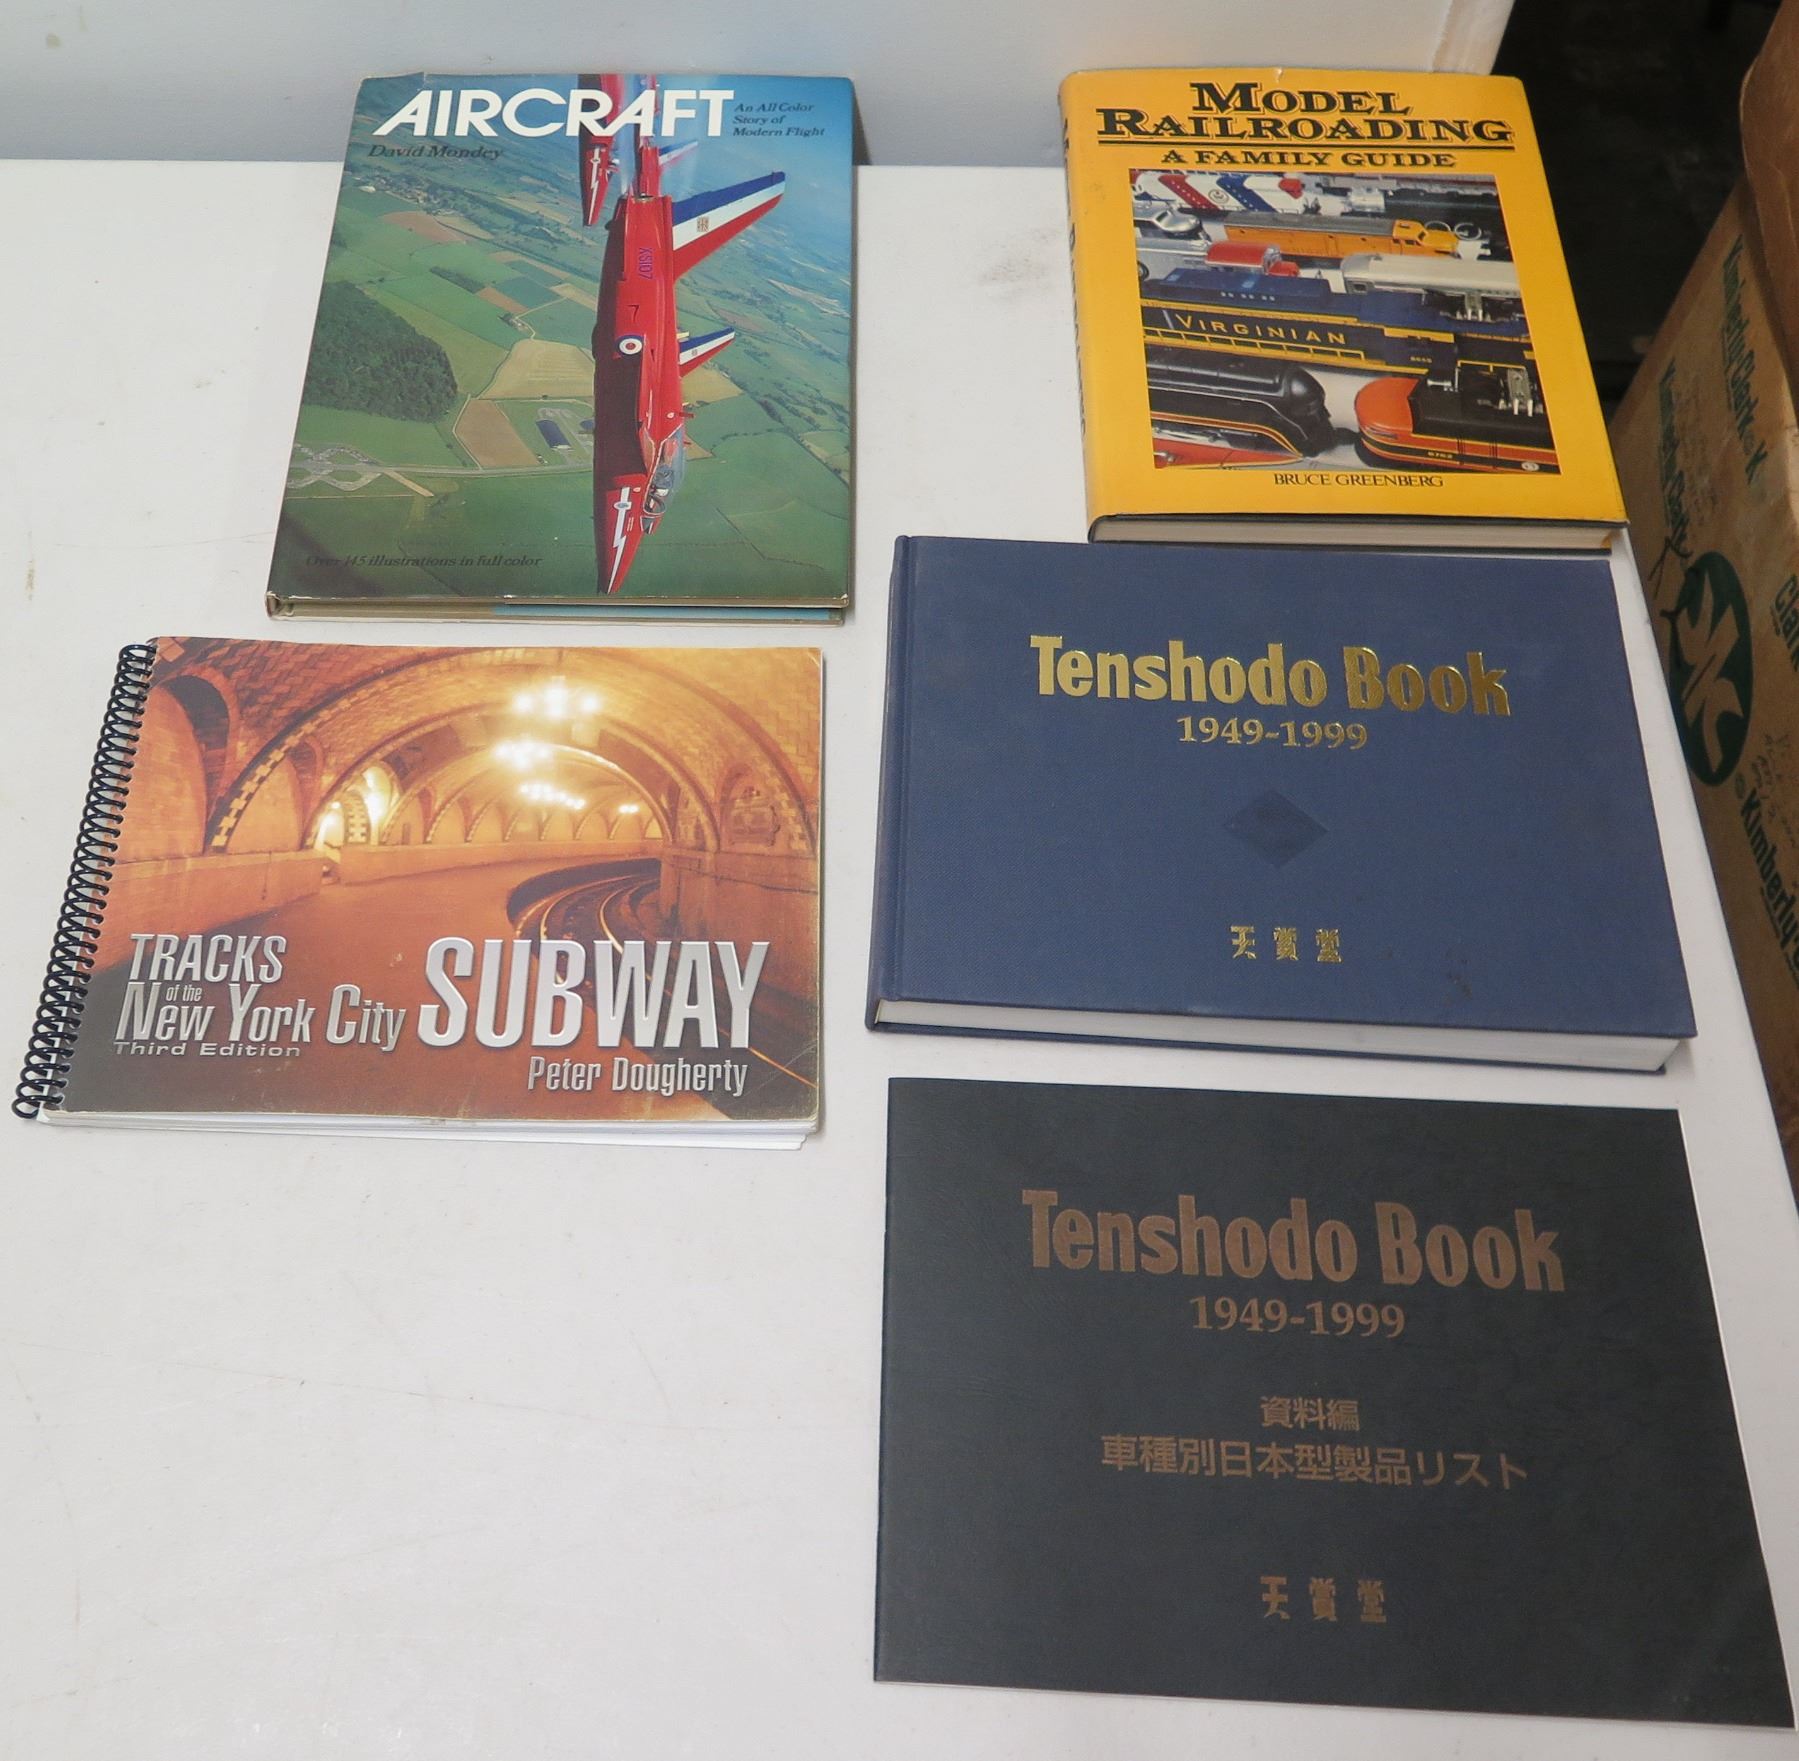 AIRCRAFT
An All Color
Story of
Modern Flight
David Mondey
XS107
Over 145 illustrations in full color
MODEL
RAILROADING
A FAMILY GUIDE
VIRGINIAN
BRUCE GREENBERG
TRACKS
of the
New York City SUBWAY
Third Edition
Peter Dougherty
Tenshodo Book
1949-1999
天賞堂
Tenshodo Book
1949-1999
資料編
車種別日本型製品リスト
天賞堂
Kimberly Clark
Kimberly